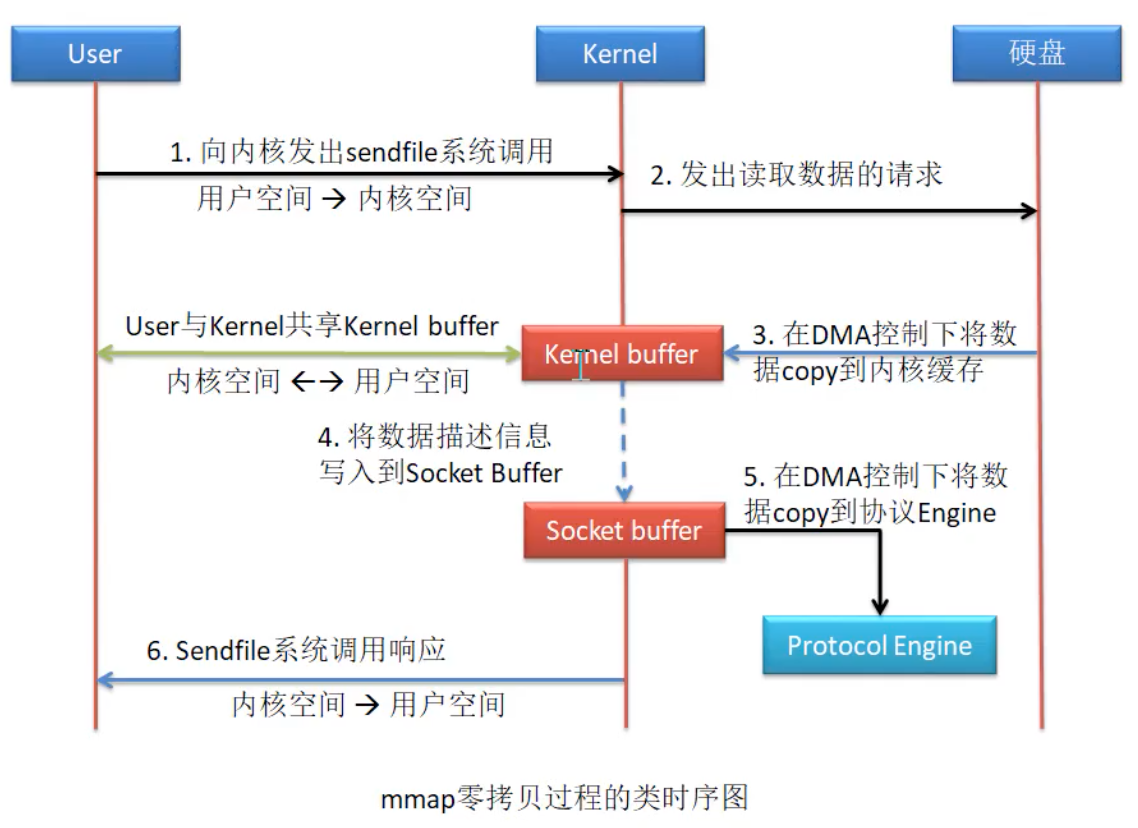 User
Kernel
硬盘
1. 向内核发出sendfile系统调用
用户空间 → 内核空间
2. 发出读取数据的请求
User与Kernel共享Kernel buffer
内核空间 ←→ 用户空间
Kernel buffer
3. 在DMA控制下将数
据copy到内核缓存
4. 将数据描述信息
写入到Socket Buffer
5. 在DMA控制下将数
据copy到协议Engine
Socket buffer
Protocol Engine
6. Sendfile系统调用响应
内核空间 → 用户空间
mmap零拷贝过程的类时序图